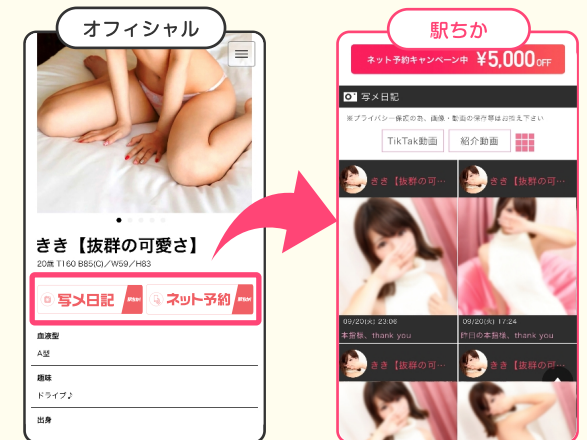 オフィシャル
きき【抜群の可愛さ】
20歳 T160 B85(C)／W59／H83
写メ日記
ネット予約
血液型
A型
趣味
ドライブ♪
出身
駅ちか
ネット予約キャンペーン中 ¥5,000OFF
写メ日記
※プライバシー保護の為、画像・動画の保存等はお控え下さい
TikTak動画
紹介動画
きき【抜群の可…
きき【抜群の可…
09/20(火) 23:06
09/20(火) 17:24
本指様、thank you
昨日の本指様、thank you
きき【抜群の可…
きき【抜群の可…